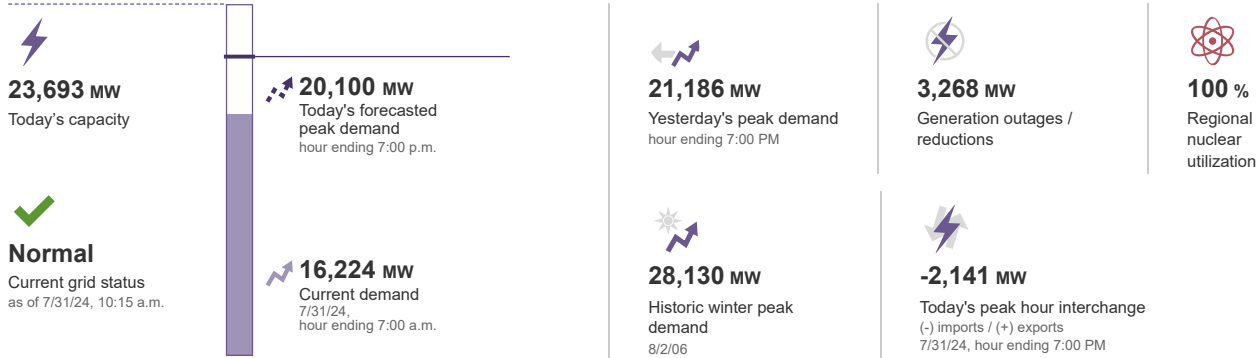 23,693 MW
Today's capacity
Normal
Current grid status
as of 7/31/24, 10:15 a.m.
20,100 MW
Today's forecasted
peak demand
hour ending 7:00 p.m.
16,224 MW
Current demand
7/31/24,
hour ending 7:00 a.m.
21,186 MW
Yesterday's peak demand
hour ending 7:00 PM
3,268 MW
Generation outages /
reductions
100 %
Regional
nuclear
utilization
28,130 MW
Historic winter peak
demand
8/2/06
-2,141 MW
Today's peak hour interchange
(-) imports / (+) exports
7/31/24, hour ending 7:00 PM